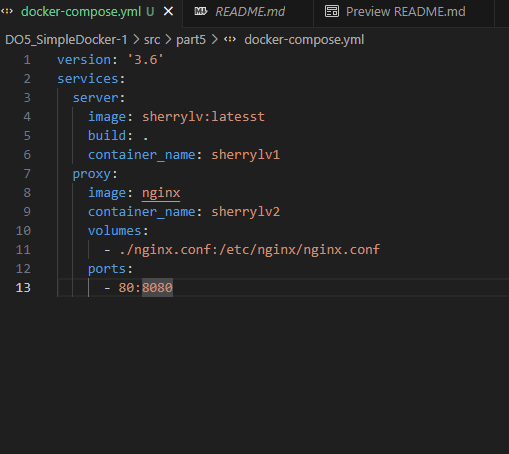 docker-compose.yml U × README.md Preview README.md
DO5_SimpleDocker-1 > src > part5 > docker-compose.yml
1 version: '3.6'
2 services:
3 server:
4 image: sherrylv:latesst
5 build: .
6 container_name: sherrylv1
7 proxy:
8 image: nginx
9 container_name: sherrylv2
10 volumes:
11 - ./nginx.conf:/etc/nginx/nginx.conf
12 ports:
13 - 80:8080